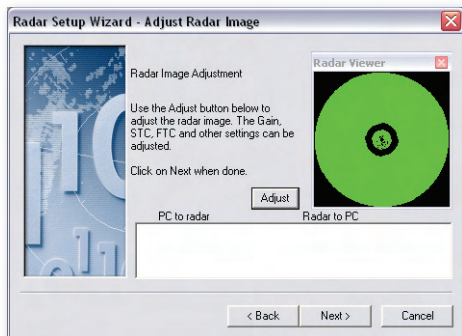 Radar Setup Wizard - Adjust Radar Image
Radar Image Adjustment
Use the Adjust button below to
adjust the radar image. The Gain,
STC, FTC and other settings can be
adjusted.
Click on Next when done.
Radar Viewer
Adjust
PC to radar
Radar to PC
< Back
Next >
Cancel